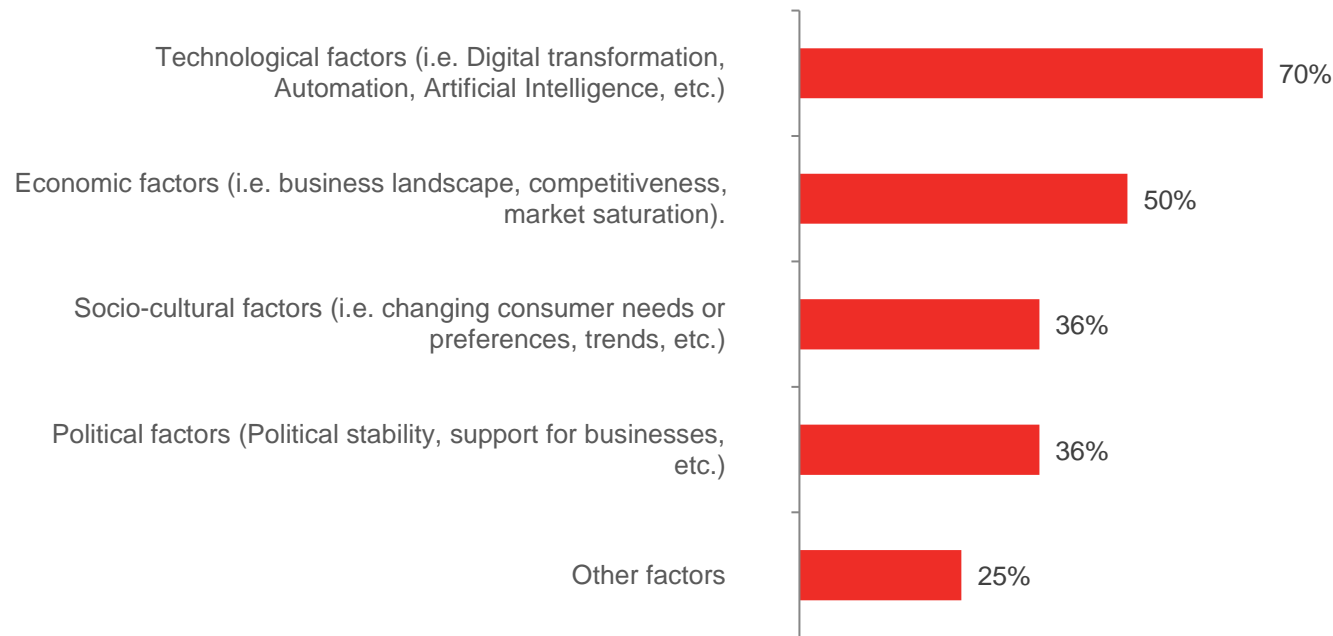 Technological factors (i.e. Digital transformation,
Automation, Artificial Intelligence, etc.)
70%
Economic factors (i.e. business landscape, competitiveness,
market saturation).
50%
Socio-cultural factors (i.e. changing consumer needs or
preferences, trends, etc.)
36%
Political factors (Political stability, support for businesses,
etc.)
36%
Other factors
25%